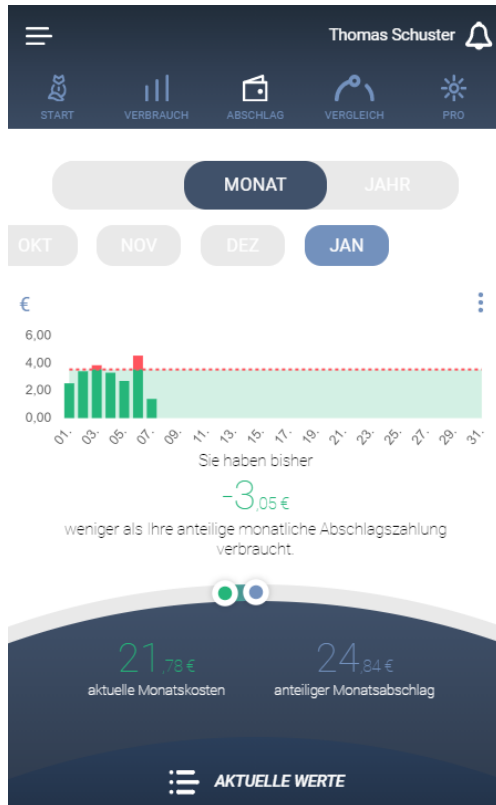 Thomas Schuster
START VERBRAUCH ABSCHLAG VERGLEICH PRO
MONAT JAHR
OKT NOV DEZ JAN
€
6,00
4,00
2,00
0,00
01. 03. 05. 07. 09. 11. 13. 15. 17. 19. 21. 23. 25. 27. 29. 31.
Sie haben bisher
-3,05 €
weniger als Ihre anteilige monatliche Abschlagszahlung
verbraucht.
21,78 € 24,84 €
aktuelle Monatskosten anteiliger Monatsabschlag
AKTUELLE WERTE